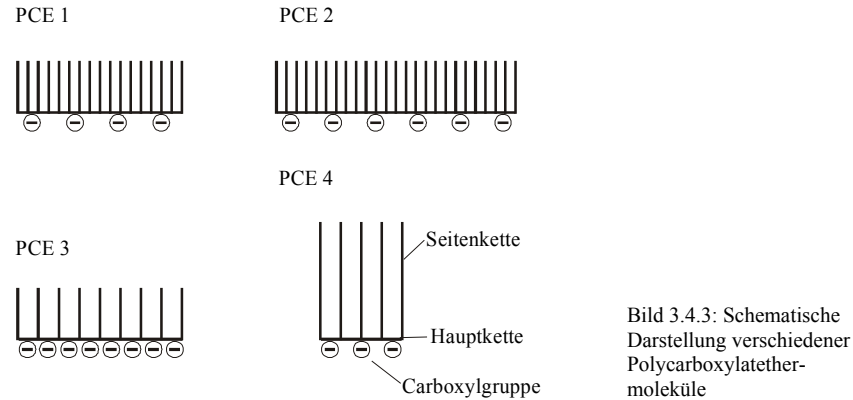 PCE 1
PCE 2
PCE 4
Seitenkette
PCE 3
Hauptkette
Carboxylgruppe
Bild 3.4.3: Schematische
Darstellung verschiedener
Polycarboxylatether-
moleküle